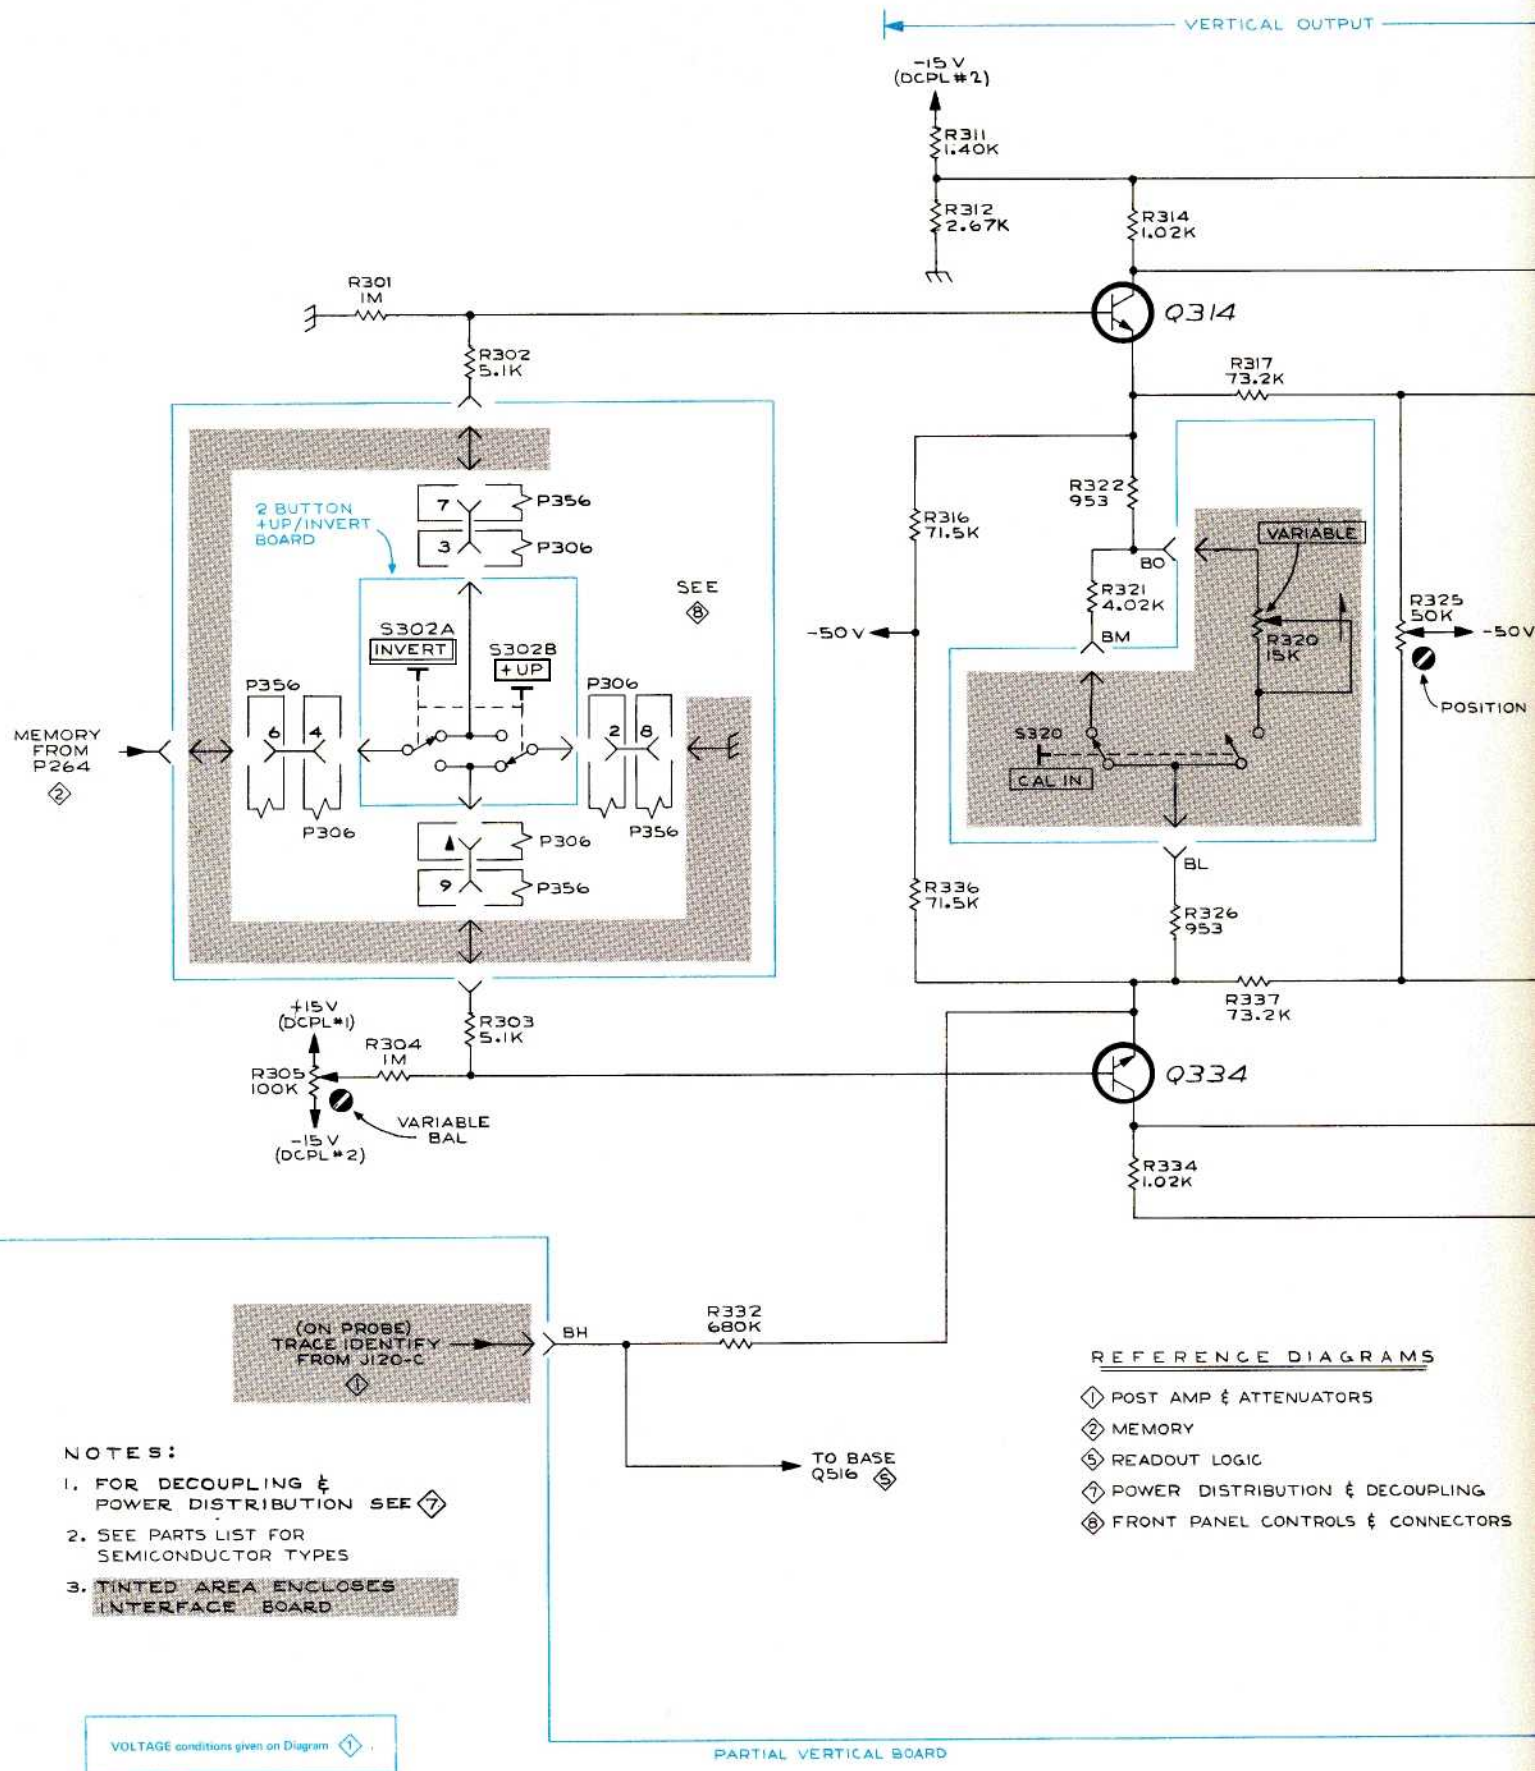 VERTICAL OUTPUT
-15 V
(DCPL #2)
R311
1.40K
R312
2.67K
R314
1.02K
R301
1M
Q314
R302
5.1K
R317
73.2K
2 BUTTON
+UP/INVERT
BOARD
7
P356
3
P306
SEE
8
R322
953
R316
71.5K
VARIABLE
BO
R321
4.02K
BM
R320
15K
R325
50K
-50V
-50V
POSITION
S302A
INVERT
S302B
+UP
P356
6
4
P306
P306
2
8
P356
MEMORY
FROM
P264
2
S320
CAL IN
P306
9
P356
BL
R336
71.5K
R326
953
R337
73.2K
+15V
(DCPL#1)
R303
5.1K
R304
1M
R305
100K
-15V
(DCPL#2)
VARIABLE
BAL
Q334
R334
1.02K
(ON PROBE)
TRACE IDENTIFY
FROM J120-C
1
BH
R332
680K
TO BASE
Q516 5
REFERENCE DIAGRAMS
1 POST AMP & ATTENUATORS
2 MEMORY
5 READOUT LOGIC
7 POWER DISTRIBUTION & DECOUPLING
8 FRONT PANEL CONTROLS & CONNECTORS
NOTES:
1. FOR DECOUPLING &
POWER DISTRIBUTION SEE 7
2. SEE PARTS LIST FOR
SEMICONDUCTOR TYPES
3. TINTED AREA ENCLOSES
INTERFACE BOARD
VOLTAGE conditions given on Diagram 1 .
PARTIAL VERTICAL BOARD